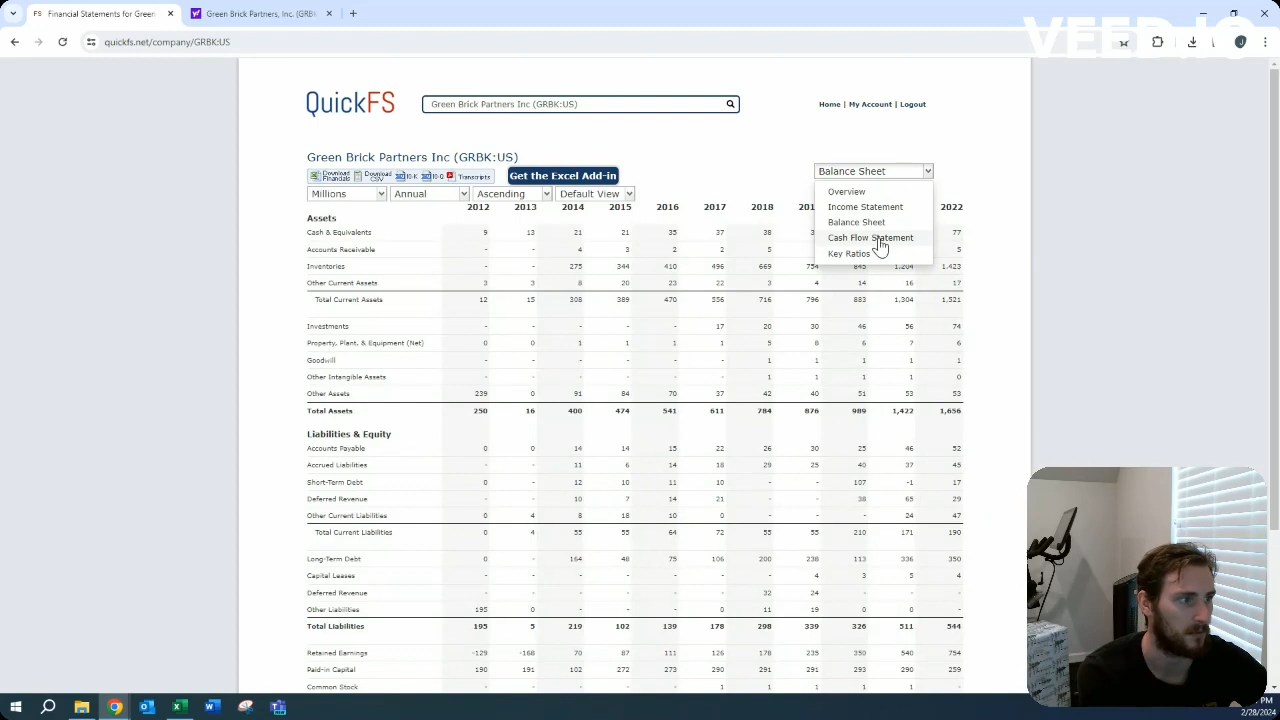 FS Financial Statements for Green
Green Brick Partners, Inc. (GRBK
quickfs.net/company/GRBK:US
VEED.IO
QuickFS
Green Brick Partners Inc (GRBK:US)
Home | My Account | Logout
Green Brick Partners Inc (GRBK:US)
Balance Sheet
Download Financials Download CSV 10-K 10-Q Transcripts Get the Excel Add-in
Millions Annual Ascending Default View
Overview
Income Statement
Balance Sheet
Cash Flow Statement
Key Ratios
2012 2013 2014 2015 2016 2017 2018 201 2022
Assets
Cash & Equivalents 9 13 21 21 35 37 38 3 77
Accounts Receivable - - 4 3 2 2 5 5
Inventories - - 275 344 410 496 669 754 845 1,204 1,423
Other Current Assets 3 3 8 20 23 22 3 4 14 16 17
Total Current Assets 12 15 308 389 470 556 716 796 883 1,304 1,521
Investments - - - - - 17 20 30 46 56 74
Property, Plant, & Equipment (Net) 0 0 1 1 1 1 5 8 6 7 6
Goodwill - - - - - - 1 1 1 1 1
Other Intangible Assets - - - - - - 1 1 1 1 0
Other Assets 239 0 91 84 70 37 42 40 51 53 53
Total Assets 250 16 400 474 541 611 784 876 989 1,422 1,656
Liabilities & Equity
Accounts Payable 0 0 14 14 15 22 26 30 25 46 52
Accrued Liabilities - - 11 6 14 18 29 25 40 37 45
Short-Term Debt 0 - 12 10 11 10 - - 107 -1 17
Deferred Revenue - - 10 7 14 21 - - 38 65 29
Other Current Liabilities 0 4 8 18 10 0 - - - 24 47
Total Current Liabilities 0 4 55 55 64 72 55 55 210 171 190
Long-Term Debt 0 - 164 48 75 106 200 238 113 336 350
Capital Leases - - - - - - - 4 3 5 4
Deferred Revenue - - - - - - 32 24 - - -
Other Liabilities 195 0 - - - 0 11 19 0 0 -
Total Liabilities 195 5 219 102 139 178 298 339 326 511 544
Retained Earnings -129 -168 70 87 111 126 178 235 350 540 754
Paid-in Capital 190 191 102 272 273 290 291 291 293 290 259
Common Stock - - - - - 1 1 1 1 1 -
PM
2/28/2024